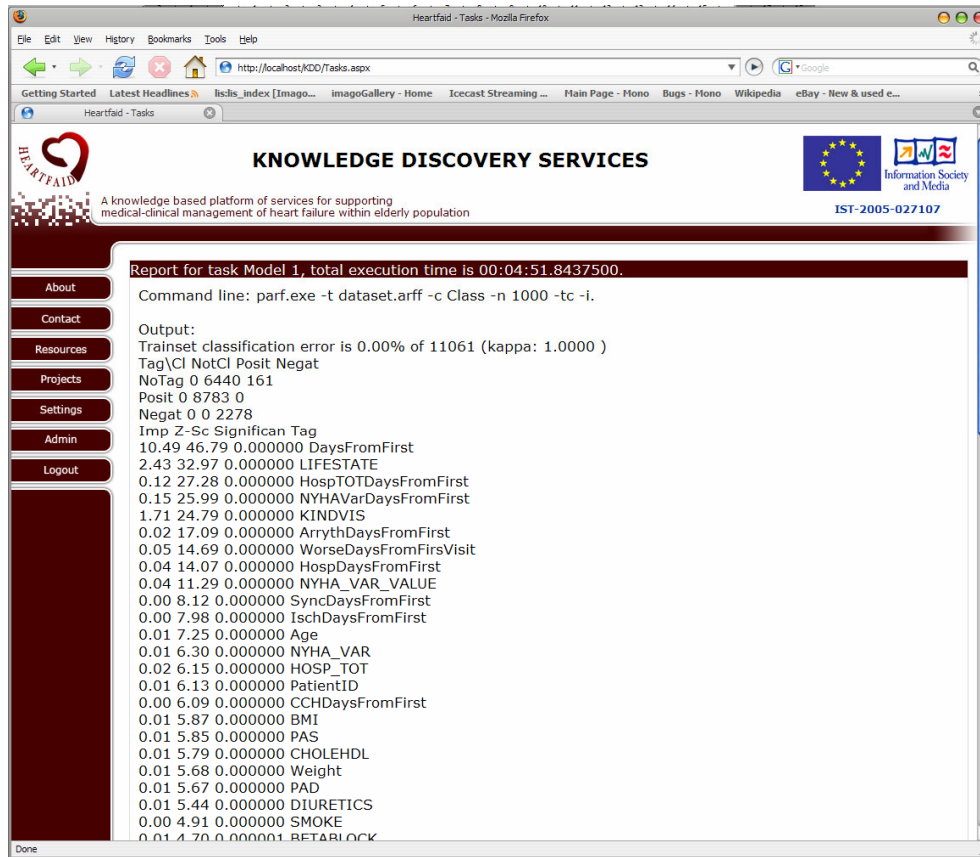 Heartfaid - Tasks - Mozilla Firefox
File Edit View History Bookmarks Tools Help
http://localhost/KDD/Tasks.aspx
G Google
Getting Started Latest Headlines lis:lis_index [Imago... imagoGallery - Home Icecast Streaming ... Main Page - Mono Bugs - Mono Wikipedia eBay - New & used e...
Heartfaid - Tasks
HEARTFAID
KNOWLEDGE DISCOVERY SERVICES
A knowledge based platform of services for supporting
medical-clinical management of heart failure within elderly population
Information Society
and Media
IST-2005-027107
About
Contact
Resources
Projects
Settings
Admin
Logout
Report for task Model 1, total execution time is 00:04:51.8437500.
Command line: parf.exe -t dataset.arff -c Class -n 1000 -tc -i.
Output:
Trainset classification error is 0.00% of 11061 (kappa: 1.0000 )
Tag\Cl NotCl Posit Negat
NoTag 0 6440 161
Posit 0 8783 0
Negat 0 0 2278
Imp Z-Sc Significan Tag
10.49 46.79 0.000000 DaysFromFirst
2.43 32.97 0.000000 LIFESTATE
0.12 27.28 0.000000 HospTOTDaysFromFirst
0.15 25.99 0.000000 NYHAVarDaysFromFirst
1.71 24.79 0.000000 KINDVIS
0.02 17.09 0.000000 ArrythDaysFromFirst
0.05 14.69 0.000000 WorseDaysFromFirsVisit
0.04 14.07 0.000000 HospDaysFromFirst
0.04 11.29 0.000000 NYHA_VAR_VALUE
0.00 8.12 0.000000 SyncDaysFromFirst
0.00 7.98 0.000000 IschDaysFromFirst
0.01 7.25 0.000000 Age
0.01 6.30 0.000000 NYHA_VAR
0.02 6.15 0.000000 HOSP_TOT
0.01 6.13 0.000000 PatientID
0.00 6.09 0.000000 CCHDaysFromFirst
0.01 5.87 0.000000 BMI
0.01 5.85 0.000000 PAS
0.01 5.79 0.000000 CHOLEHDL
0.01 5.68 0.000000 Weight
0.01 5.67 0.000000 PAD
0.01 5.44 0.000000 DIURETICS
0.00 4.91 0.000000 SMOKE
0.01 4.70 0.000001 BETABLOCK
Done